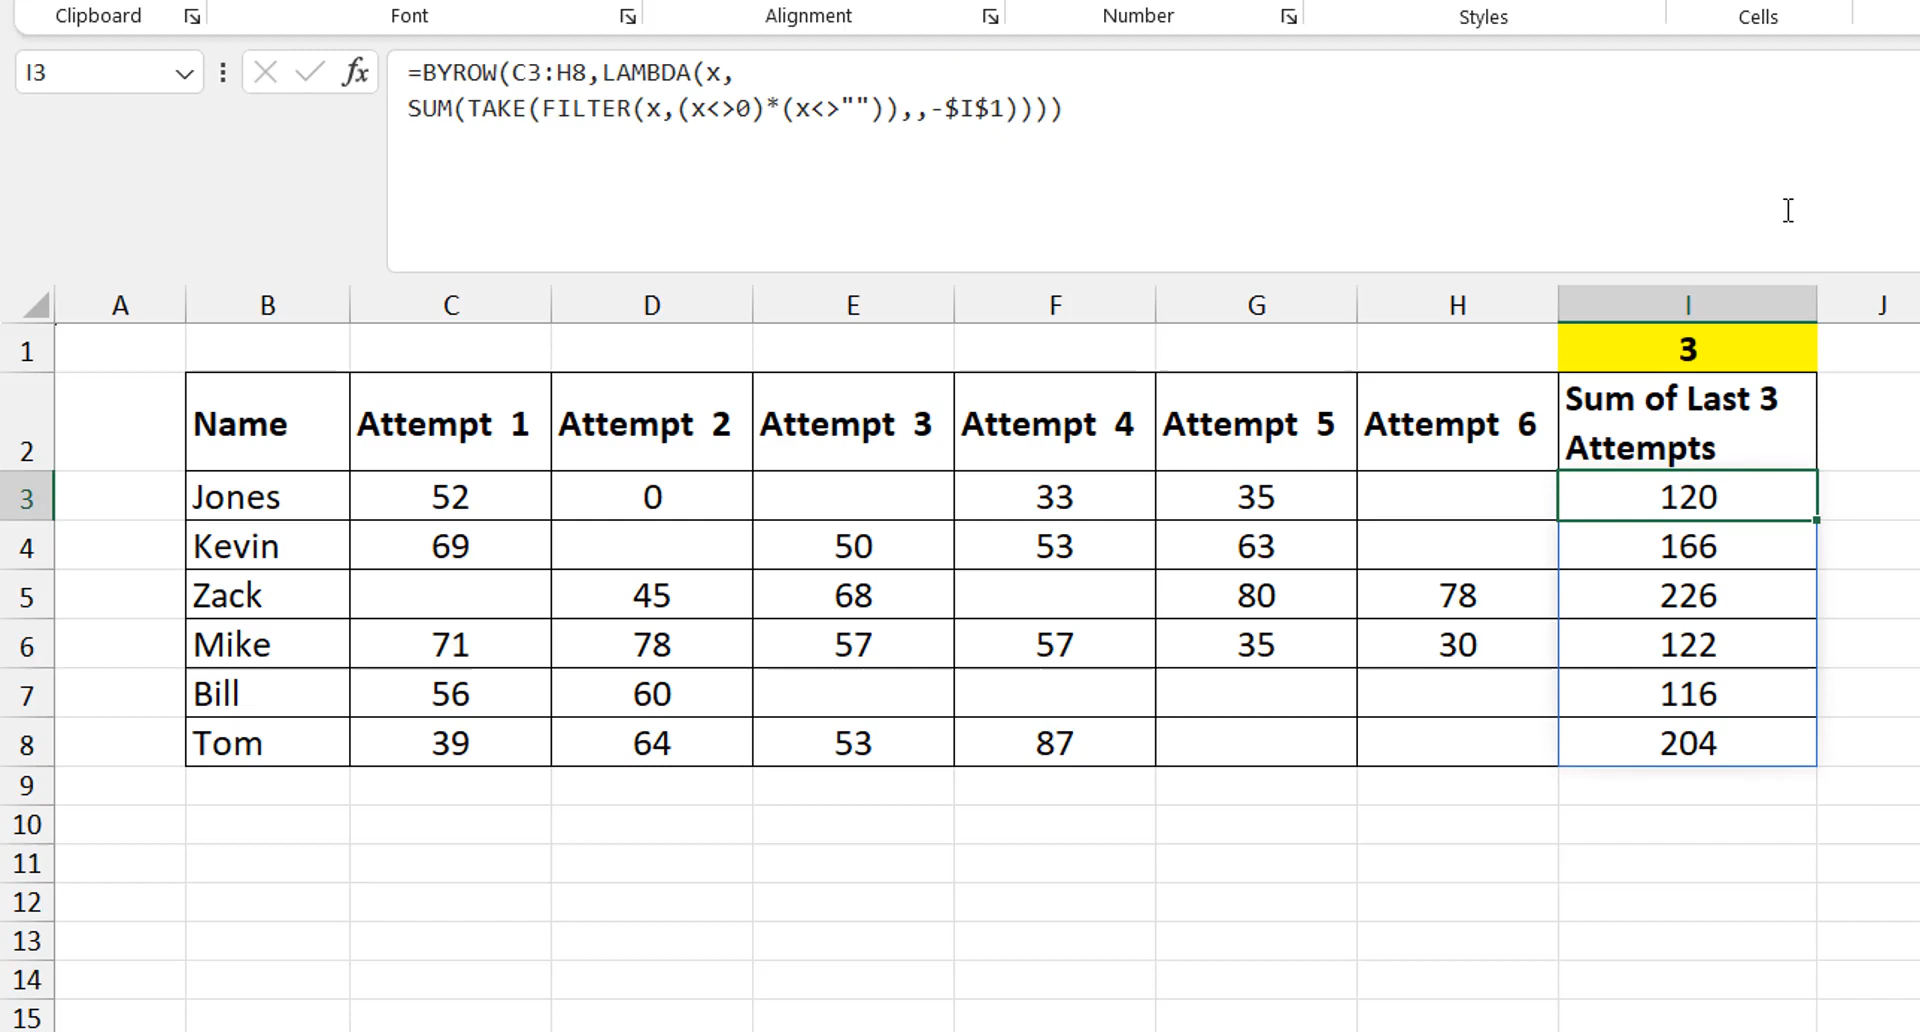 Clipboard Font Alignment Number Styles Cells
I3 fx =BYROW(C3:H8,LAMBDA(x,
SUM(TAKE(FILTER(x,(x<>0)*(x<>"")),,-$I$1))))
A B C D E F G H I J
1 3
2 Name Attempt 1 Attempt 2 Attempt 3 Attempt 4 Attempt 5 Attempt 6 Sum of Last 3
Attempts
3 Jones 52 0 33 35 120
4 Kevin 69 50 53 63 166
5 Zack 45 68 80 78 226
6 Mike 71 78 57 57 35 30 122
7 Bill 56 60 116
8 Tom 39 64 53 87 204
9
10
11
12
13
14
15